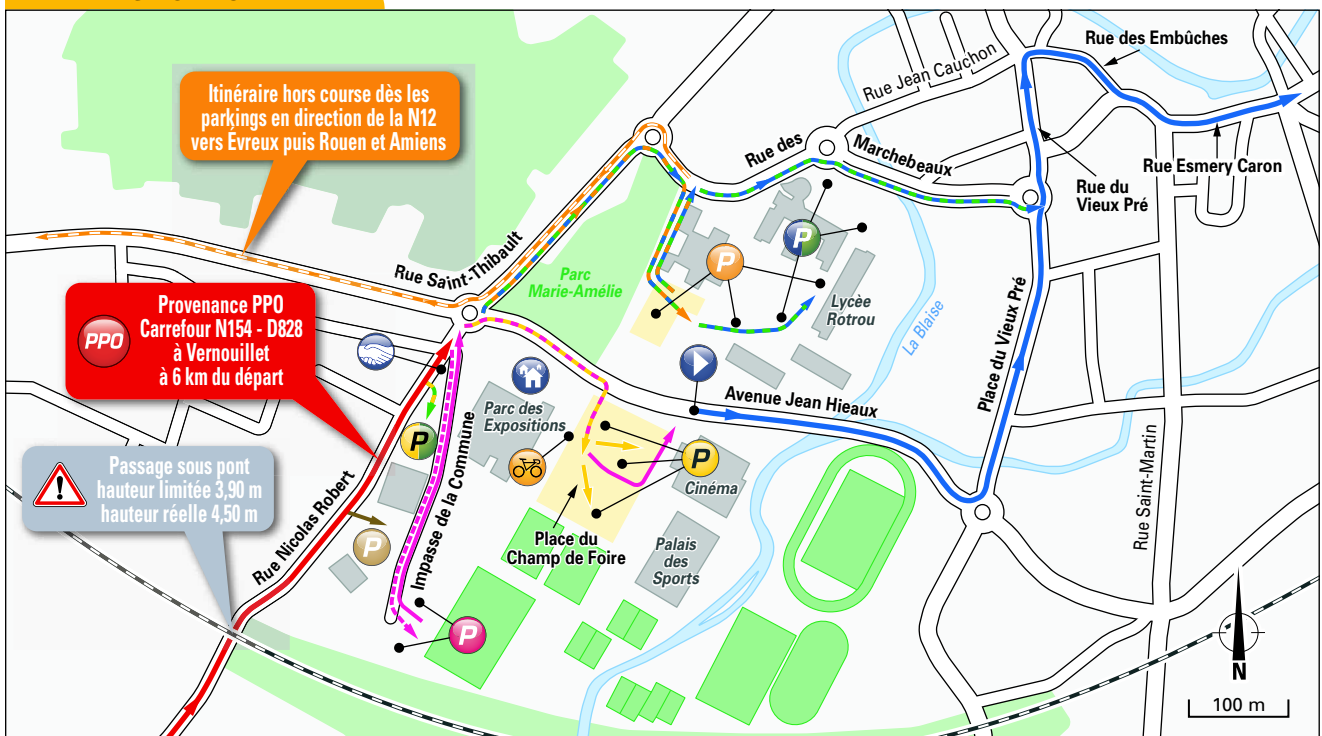 Rue des Embûches
Rue Jean Cauchon
Itinéraire hors course dès les
parkings en direction de la N12
vers Évreux puis Rouen et Amiens
Rue des
Marchebeaux
Rue Esmery Caron
Rue du
Vieux Pré
Rue Saint-Thibault
P
P
Parc
Marie-Amélie
Lycèe
Rotrou
La Blaise
Place du Vieux Pré
PPO
Provenance PPO
Carrefour N154 - D828
à Vernouillet
à 6 km du départ
Avenue Jean Hieaux
Parc des
Expositions
P
P
Cinéma
Impasse de la Commune
Rue Saint-Martin
! Passage sous pont
hauteur limitée 3,90 m
hauteur réelle 4,50 m
Rue Nicolas Robert
P
Place du
Champ de Foire
Palais
des
Sports
P
N
100 m